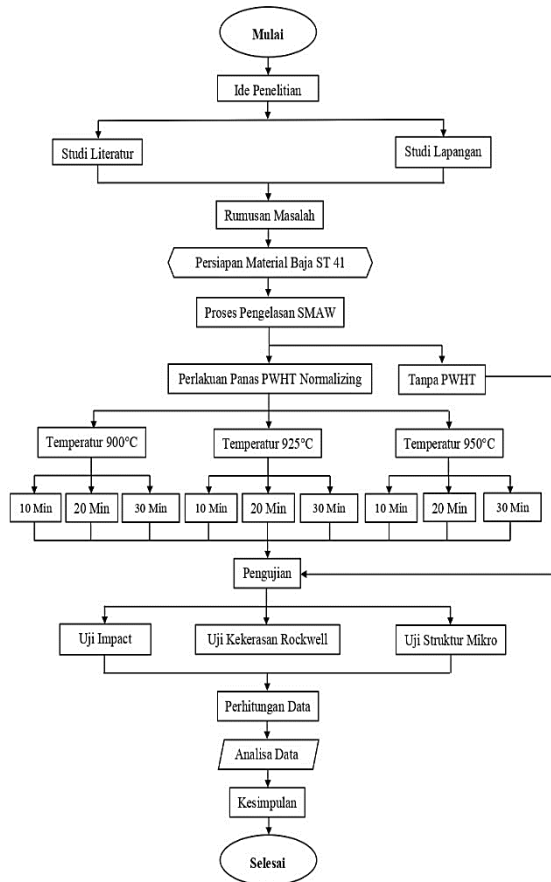 Mulai
Ide Penelitian
Studi Literatur
Studi Lapangan
Rumusan Masalah
Persiapan Material Baja ST 41
Proses Pengelasan SMAW
Perlakuan Panas PWHT Normalizing
Tanpa PWHT
Temperatur 900°C
Temperatur 925°C
Temperatur 950°C
10 Min
20 Min
30 Min
10 Min
20 Min
30 Min
10 Min
20 Min
30 Min
Pengujian
Uji Impact
Uji Kekerasan Rockwell
Uji Struktur Mikro
Perhitungan Data
Analisa Data
Kesimpulan
Selesai